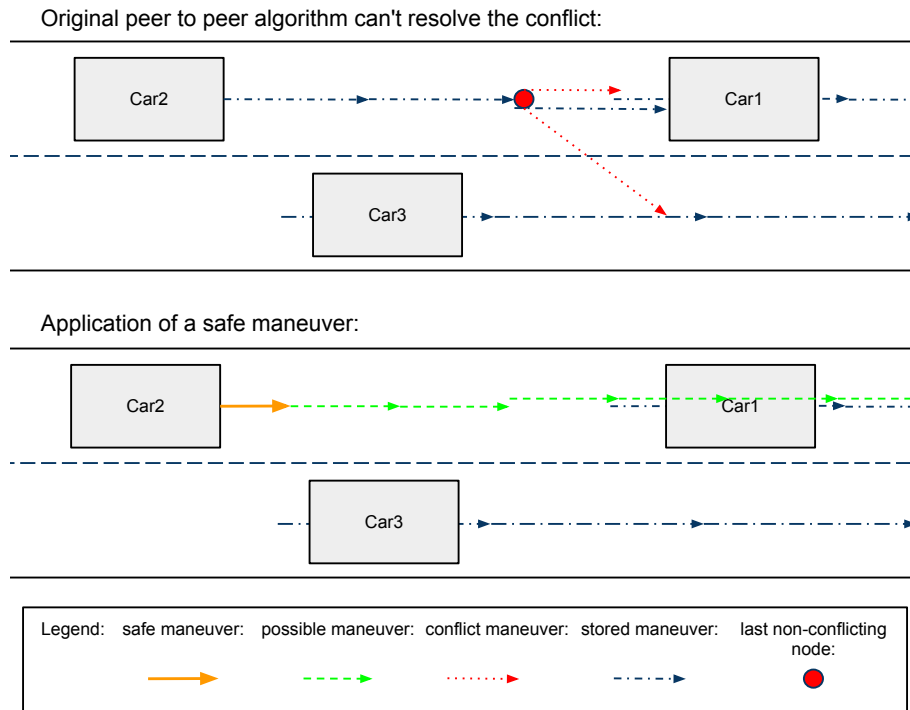 Original peer to peer algorithm can't resolve the conflict:
Car2
Car1
Car3
Application of a safe maneuver:
Car2
Car1
Car3
Legend: safe maneuver: possible maneuver: conflict maneuver: stored maneuver: last non-conflicting
node: